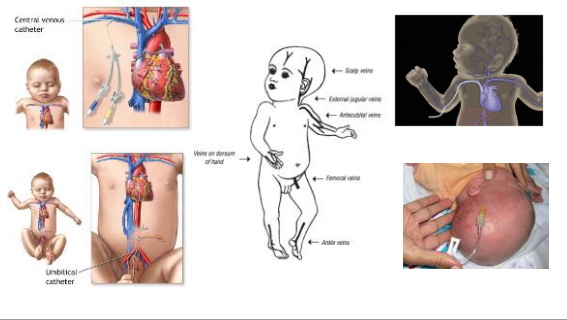 Central venous
catheter
Scalp veins
External jugular veins
Antecubital veins
Veins on dorsum
of hand
Femoral veins
Ankle veins
Umbilical
catheter